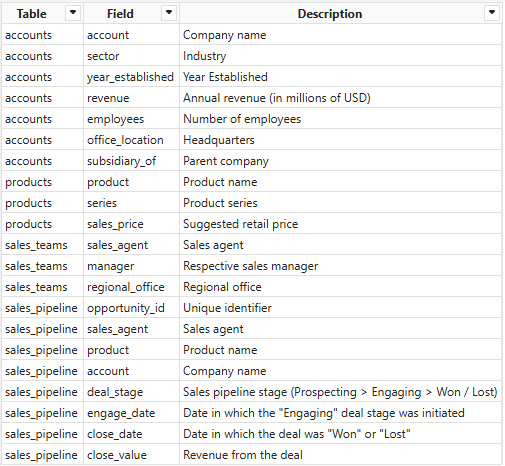 Table Field Description
accounts account Company name
accounts sector Industry
accounts year_established Year Established
accounts revenue Annual revenue (in millions of USD)
accounts employees Number of employees
accounts office_location Headquarters
accounts subsidiary_of Parent company
products product Product name
products series Product series
products sales_price Suggested retail price
sales_teams sales_agent Sales agent
sales_teams manager Respective sales manager
sales_teams regional_office Regional office
sales_pipeline opportunity_id Unique identifier
sales_pipeline sales_agent Sales agent
sales_pipeline product Product name
sales_pipeline account Company name
sales_pipeline deal_stage Sales pipeline stage (Prospecting > Engaging > Won / Lost)
sales_pipeline engage_date Date in which the "Engaging" deal stage was initiated
sales_pipeline close_date Date in which the deal was "Won" or "Lost"
sales_pipeline close_value Revenue from the deal